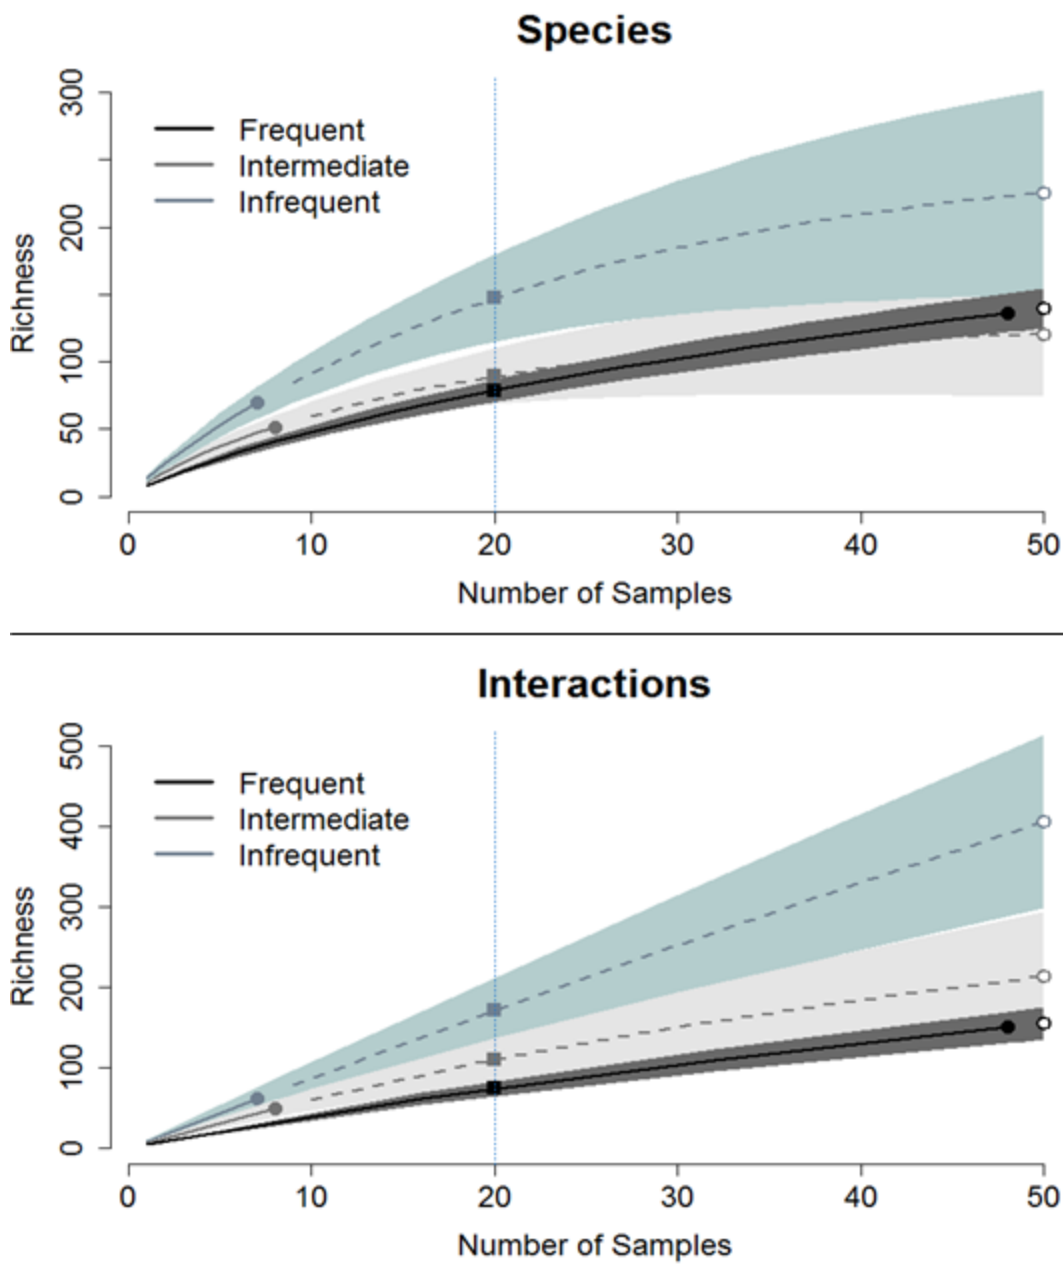 Species
300
200
100
50
0
Richness
Frequent
Intermediate
Infrequent
0 10 20 30 40 50
Number of Samples
Interactions
500
400
300
200
100
0
Richness
Frequent
Intermediate
Infrequent
0 10 20 30 40 50
Number of Samples